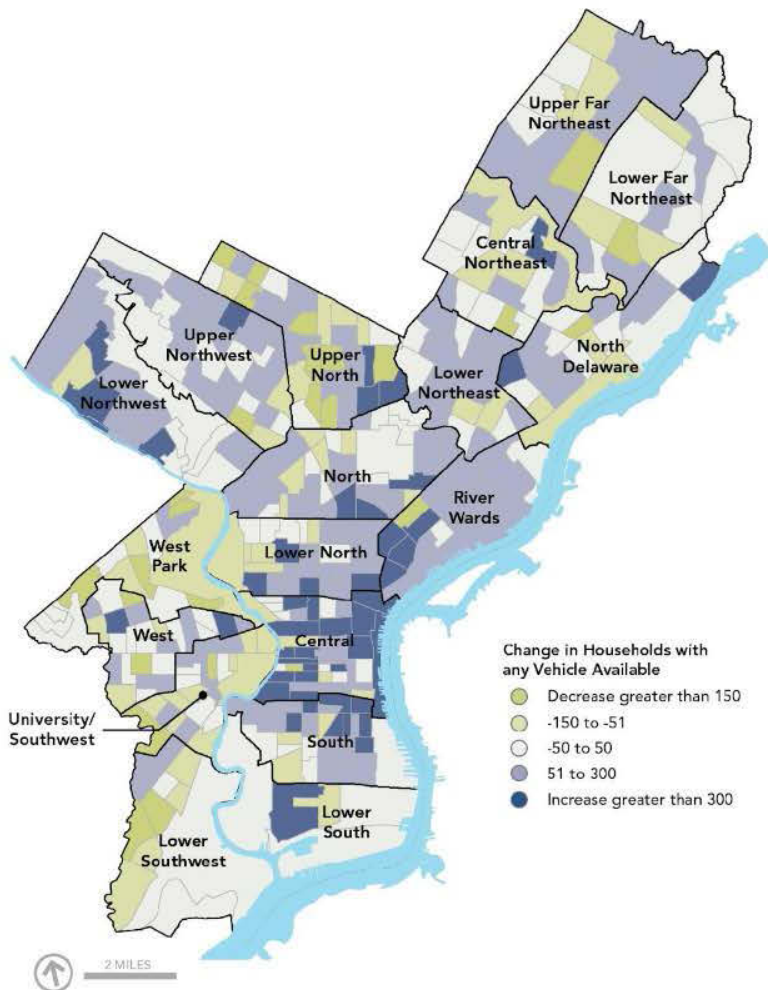 Upper Far
Northeast
Lower Far
Northeast
Central
Northeast
Upper
Northwest
Upper
North
Lower
Northeast
North
Delaware
Lower
Northwest
North
River
Wards
West
Park
Lower North
West
Central
University/
Southwest
South
Lower
South
Lower
Southwest
Change in Households with
any Vehicle Available
Decrease greater than 150
-150 to -51
-50 to 50
51 to 300
Increase greater than 300
2 MILES